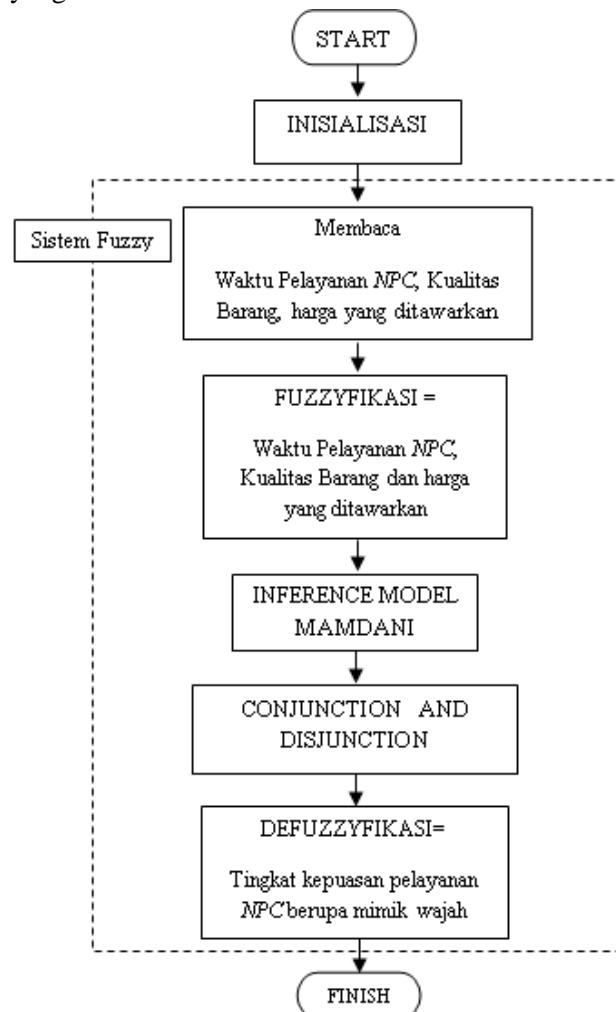 START
INISIALISASI
Sistem Fuzzy
Membaca
Waktu Pelayanan NPC, Kualitas
Barang, harga yang ditawarkan
FUZZYFIKASI =
Waktu Pelayanan NPC,
Kualitas Barang dan harga
yang ditawarkan
INFERENCE MODEL
MAMDANI
CONJUNCTION AND
DISJUNCTION
DEFUZZYFIKASI=
Tingkat kepuasan pelayanan
NPC berupa mimik wajah
FINISH